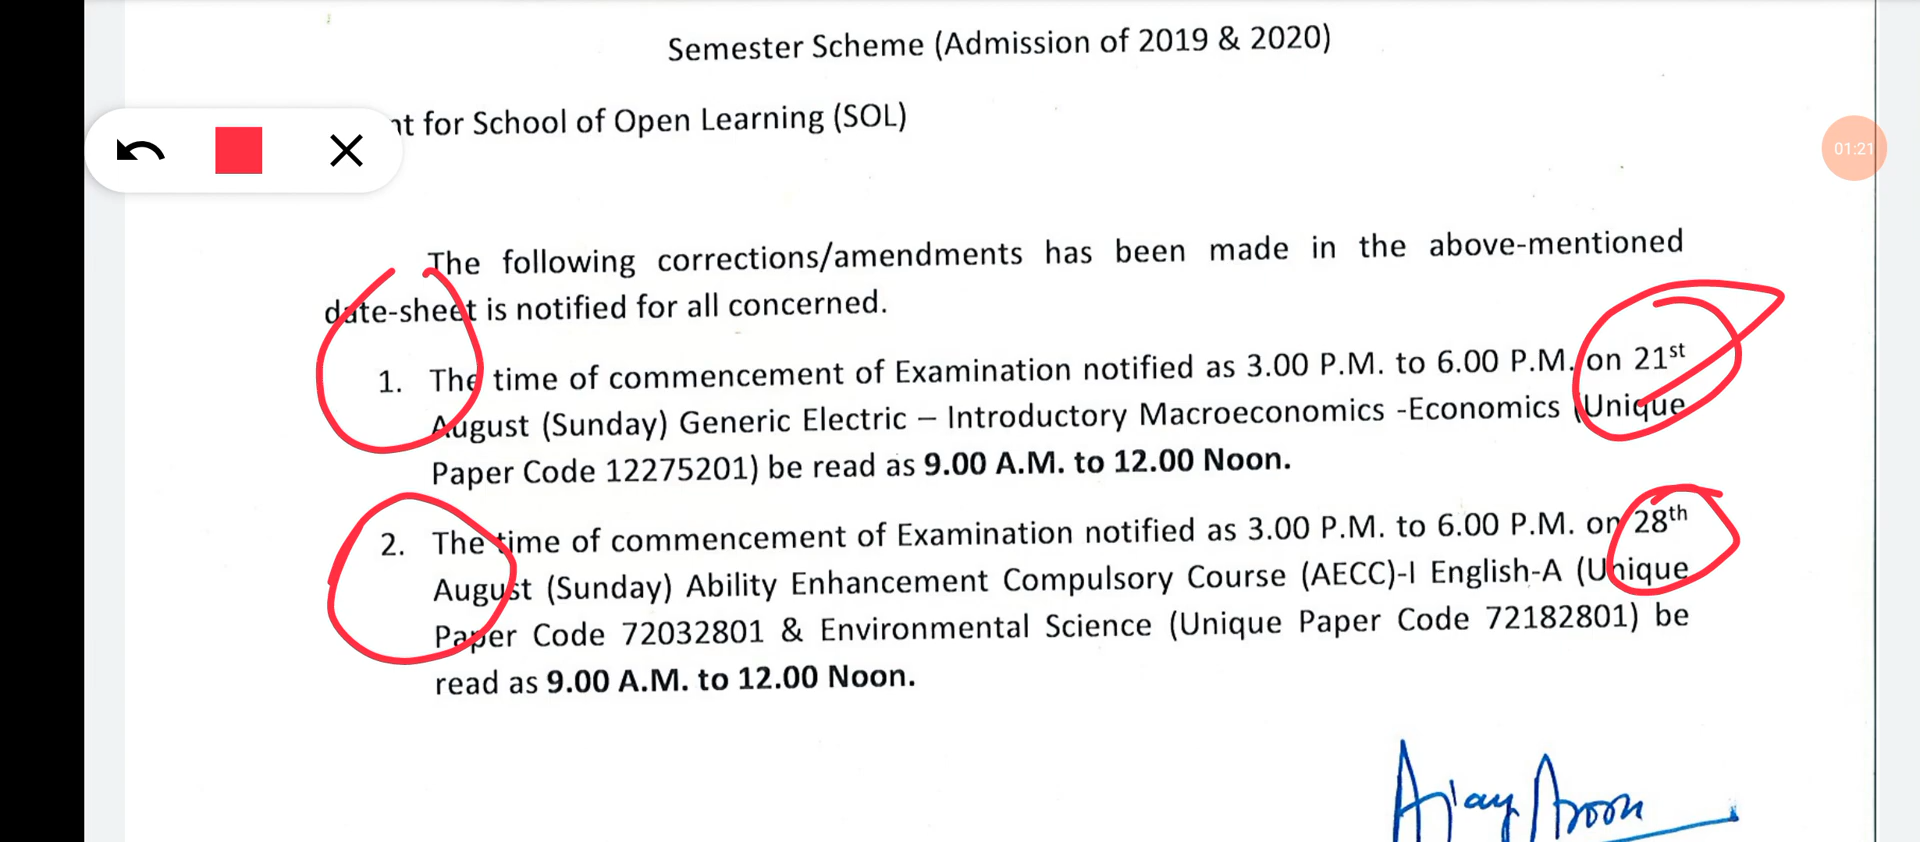 Semester Scheme (Admission of 2019 & 2020)
nt for School of Open Learning (SOL)
01:21
The following corrections/amendments has been made in the above-mentioned
date-sheet is notified for all concerned.
1. The time of commencement of Examination notified as 3.00 P.M. to 6.00 P.M. on 21st
August (Sunday) Generic Electric – Introductory Macroeconomics -Economics (Unique
Paper Code 12275201) be read as 9.00 A.M. to 12.00 Noon.
2. The time of commencement of Examination notified as 3.00 P.M. to 6.00 P.M. on 28th
August (Sunday) Ability Enhancement Compulsory Course (AECC)-I English-A (Unique
Paper Code 72032801 & Environmental Science (Unique Paper Code 72182801) be
read as 9.00 A.M. to 12.00 Noon.